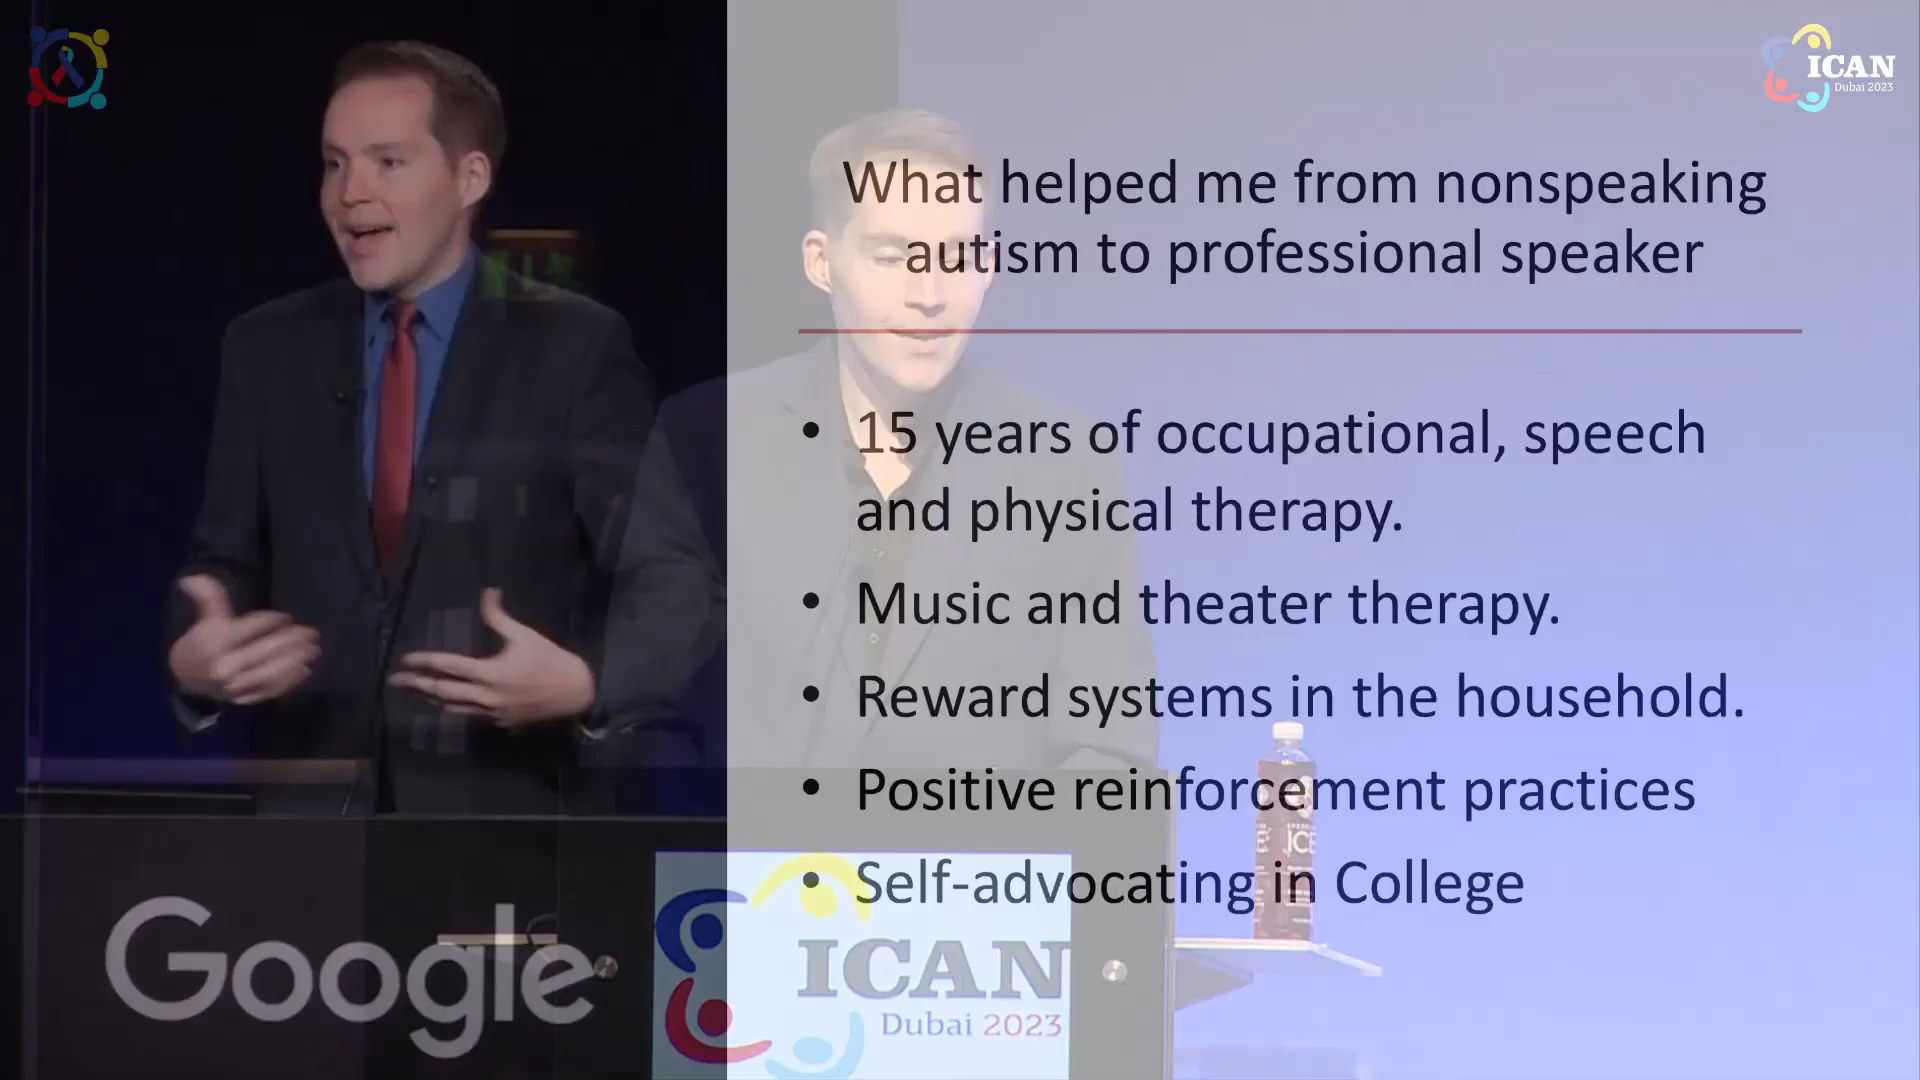 ICAN
Dubai 2023
What helped me from nonspeaking
autism to professional speaker
• 15 years of occupational, speech
and physical therapy.
• Music and theater therapy.
• Reward systems in the household.
• Positive reinforcement practices
ICE
• Self-advocating in College
Google
ICAN
Dubai 2023